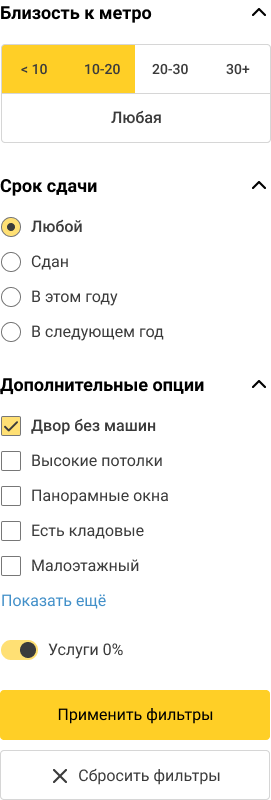 Близость к метро
< 10 10-20 20-30 30+
Любая
Срок сдачи
Любой
Сдан
В этом году
В следующем год
Дополнительные опции
Двор без машин
Высокие потолки
Панорамные окна
Есть кладовые
Малоэтажный
Показать ещё
Услуги 0%
Применить фильтры
Сбросить фильтры